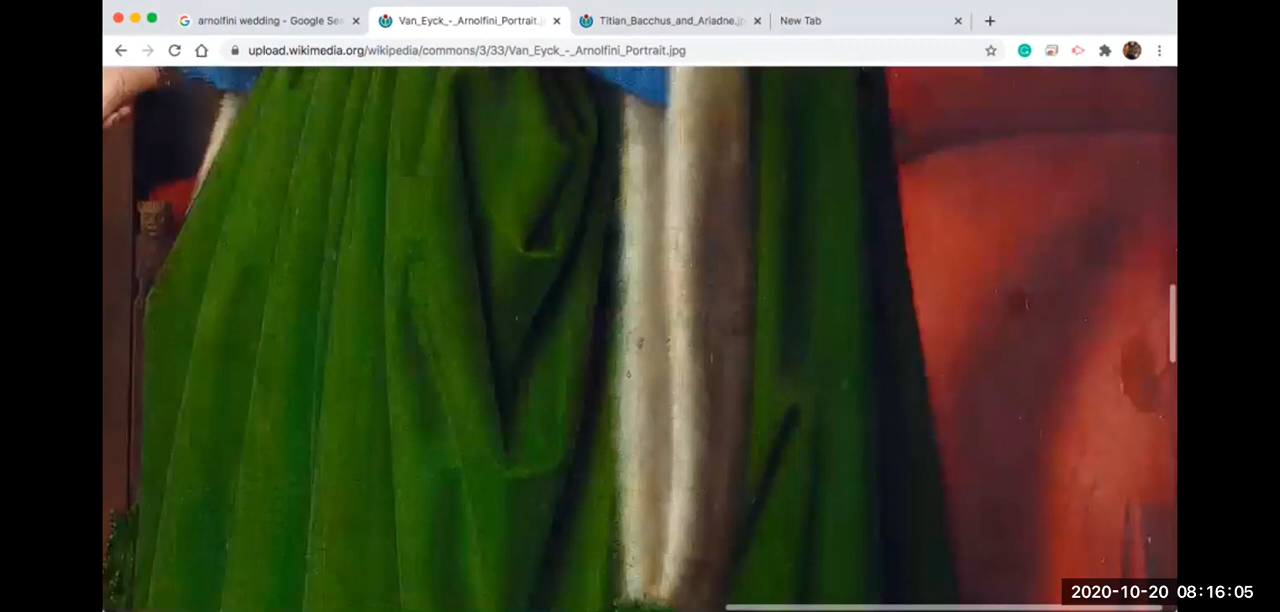 arnolfini wedding - Google Sea
Van_Eyck_-_Arnolfini_Portrait.j
Titian_Bacchus_and_Ariadne.jp
New Tab
upload.wikimedia.org/wikipedia/commons/3/33/Van_Eyck_-_Arnolfini_Portrait.jpg
2020-10-20 08:16:05